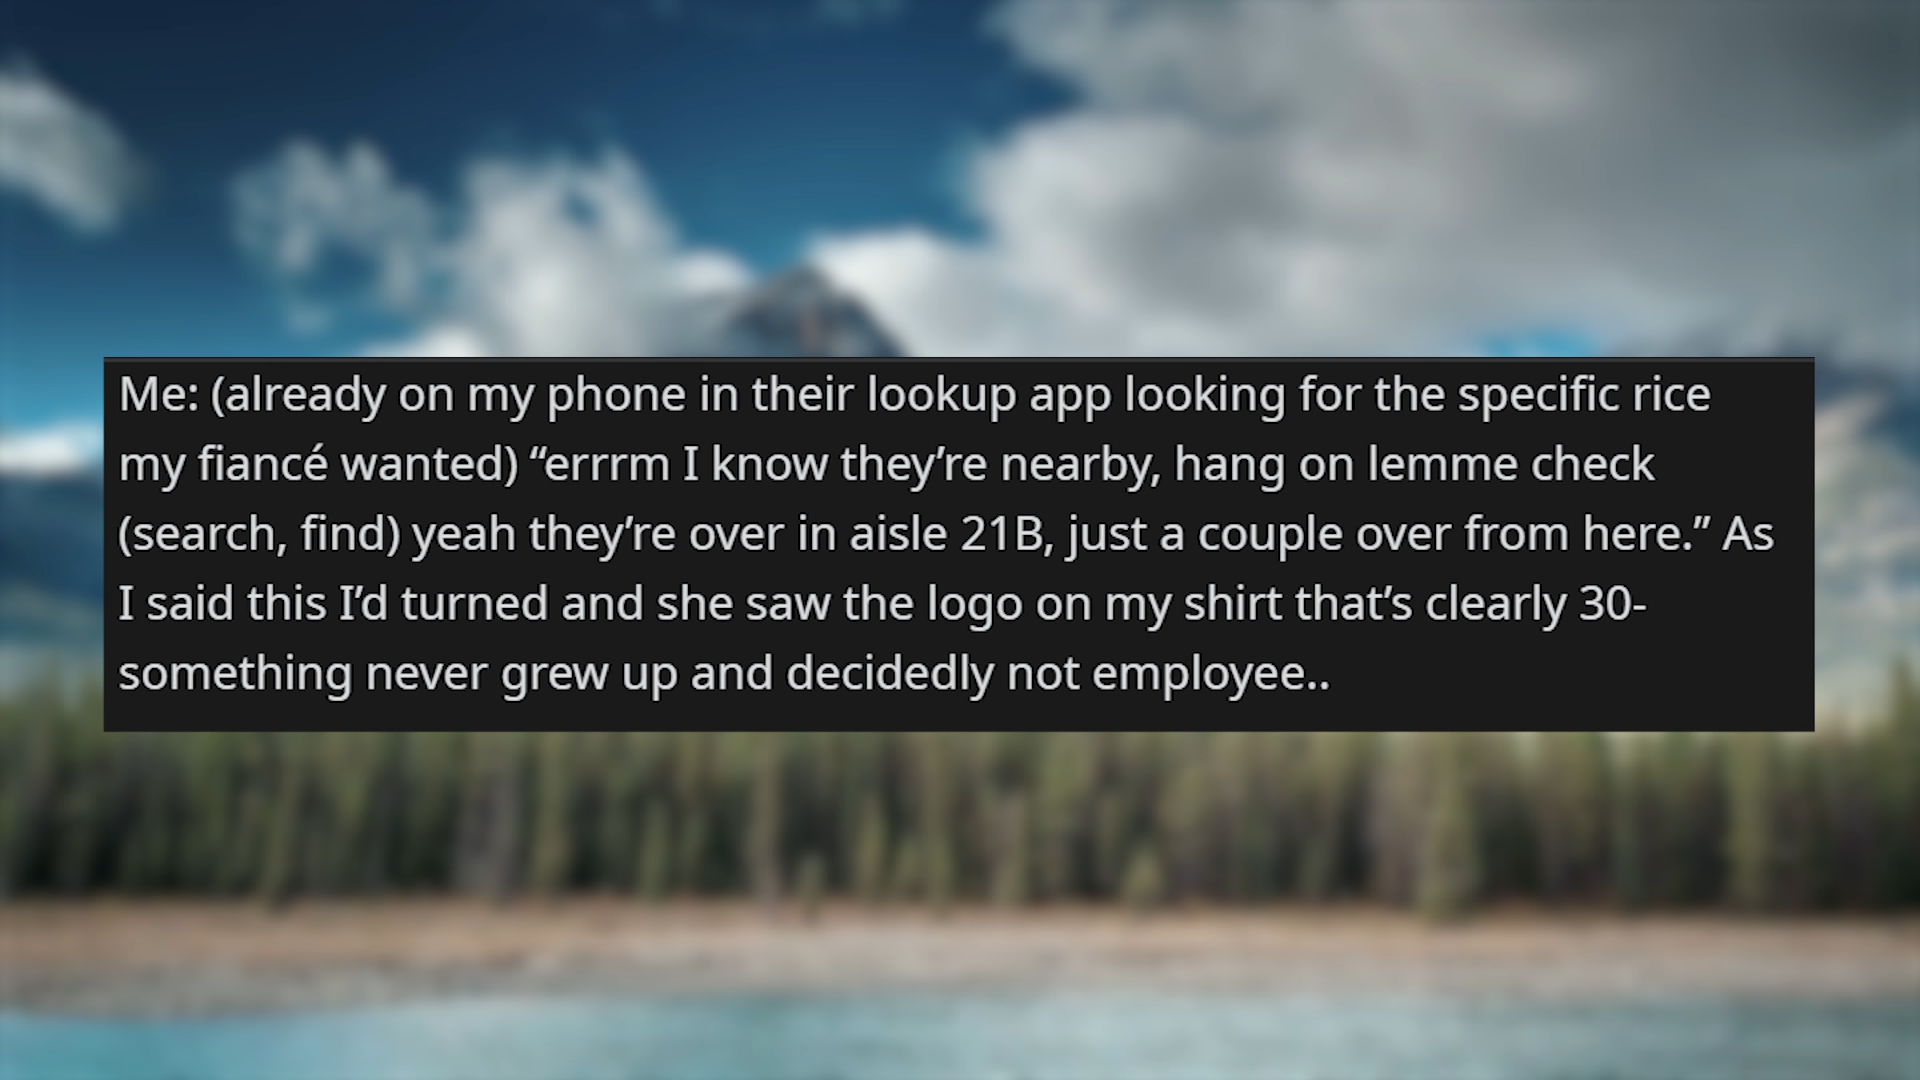 Me: (already on my phone in their lookup app looking for the specific rice
my fiancé wanted) “errrm I know they’re nearby, hang on lemme check
(search, find) yeah they’re over in aisle 21B, just a couple over from here.” As
I said this I’d turned and she saw the logo on my shirt that’s clearly 30-
something never grew up and decidedly not employee..